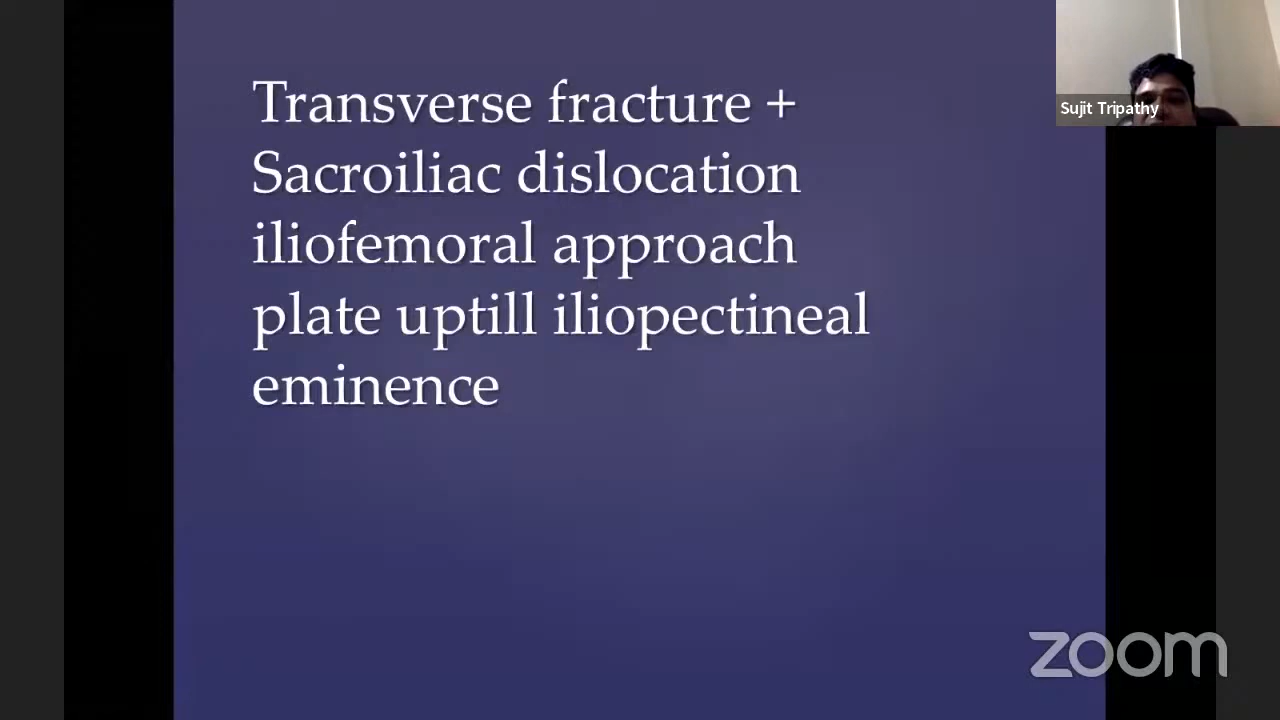 Transverse fracture +
Sacroiliac dislocation
iliofemoral approach
plate uptill iliopectineal
eminence
Sujit Tripathy
zoom